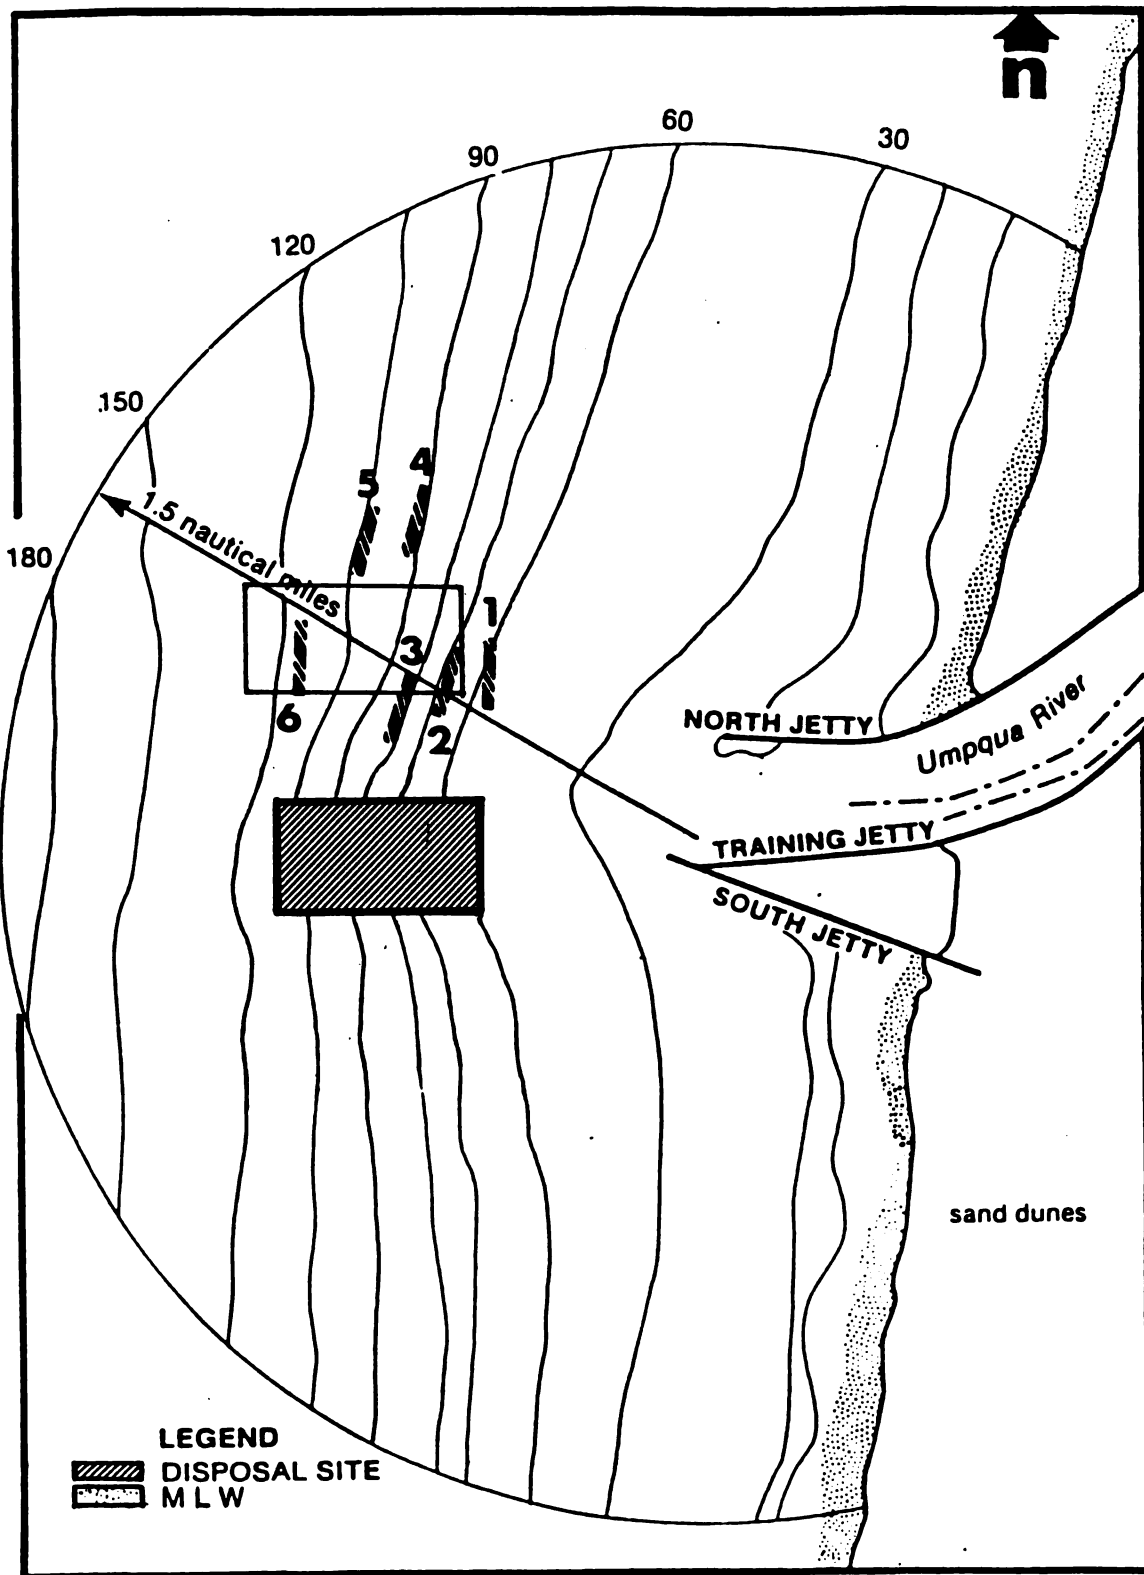 n
60
30
90
120
.150
180
1.5 nautical miles
4
5
1
3
6
2
NORTH JETTY
Umpqua River
TRAINING JETTY
SOUTH JETTY
sand dunes
LEGEND
DISPOSAL SITE
M L W